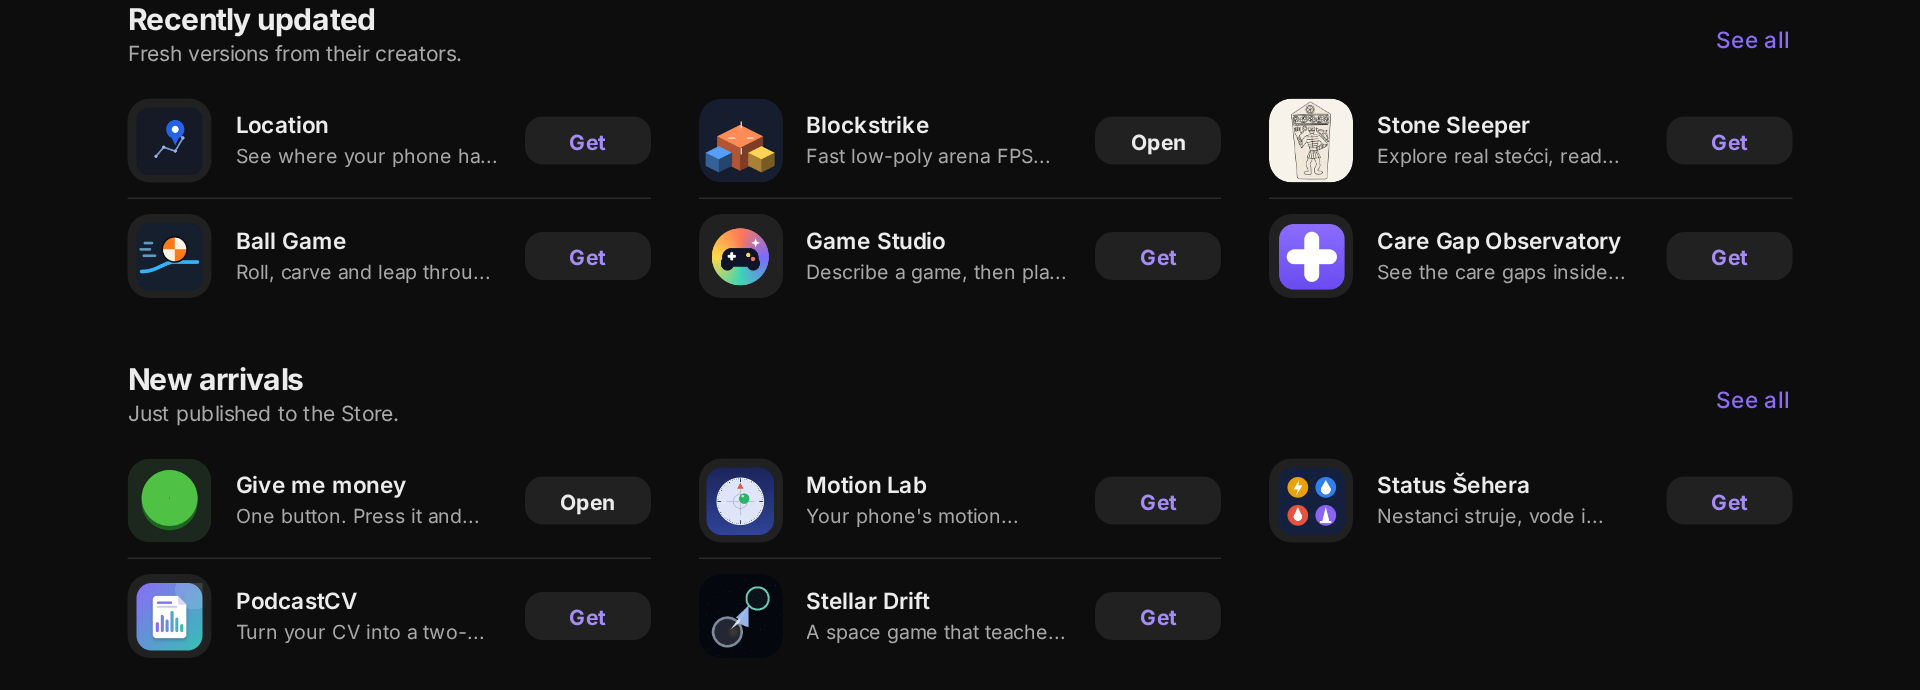 Recently updated
Fresh versions from their creators.
See all
Location
See where your phone ha...
Get
Blockstrike
Fast low-poly arena FPS...
Open
Stone Sleeper
Explore real stećci, read...
Get
Ball Game
Roll, carve and leap throu...
Get
Game Studio
Describe a game, then pla...
Get
Care Gap Observatory
See the care gaps inside...
Get
New arrivals
Just published to the Store.
See all
Give me money
One button. Press it and...
Open
Motion Lab
Your phone's motion...
Get
Status Šehera
Nestanci struje, vode i...
Get
PodcastCV
Turn your CV into a two-...
Get
Stellar Drift
A space game that teache...
Get